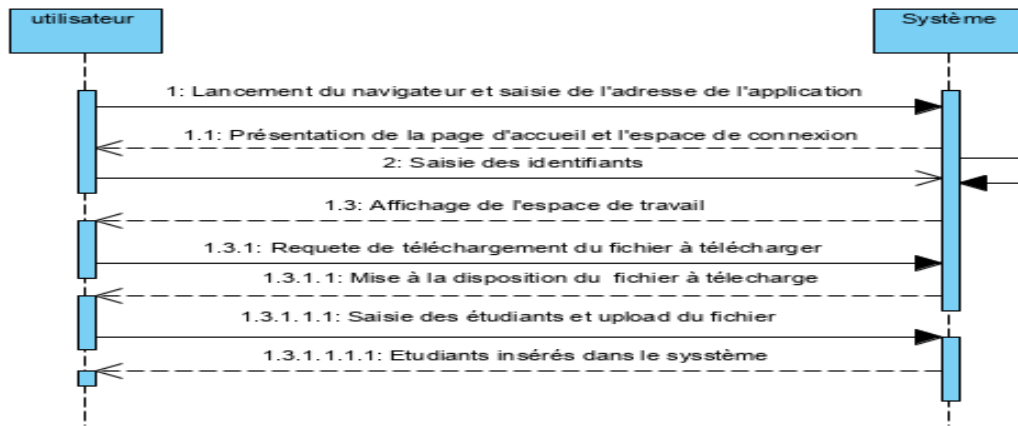 utilisateur
Système
1: Lancement du navigateur et saisie de l'adresse de l'application
1.1: Présentation de la page d'accueil et l'espace de connexion
2: Saisie des identifiants
1.3: Affichage de l'espace de travail
1.3.1: Requete de téléchargement du fichier à télécharger
1.3.1.1: Mise à la disposition du fichier à télecharge
1.3.1.1.1: Saisie des étudiants et upload du fichier
1.3.1.1.1.1: Etudiants insérés dans le sysstème